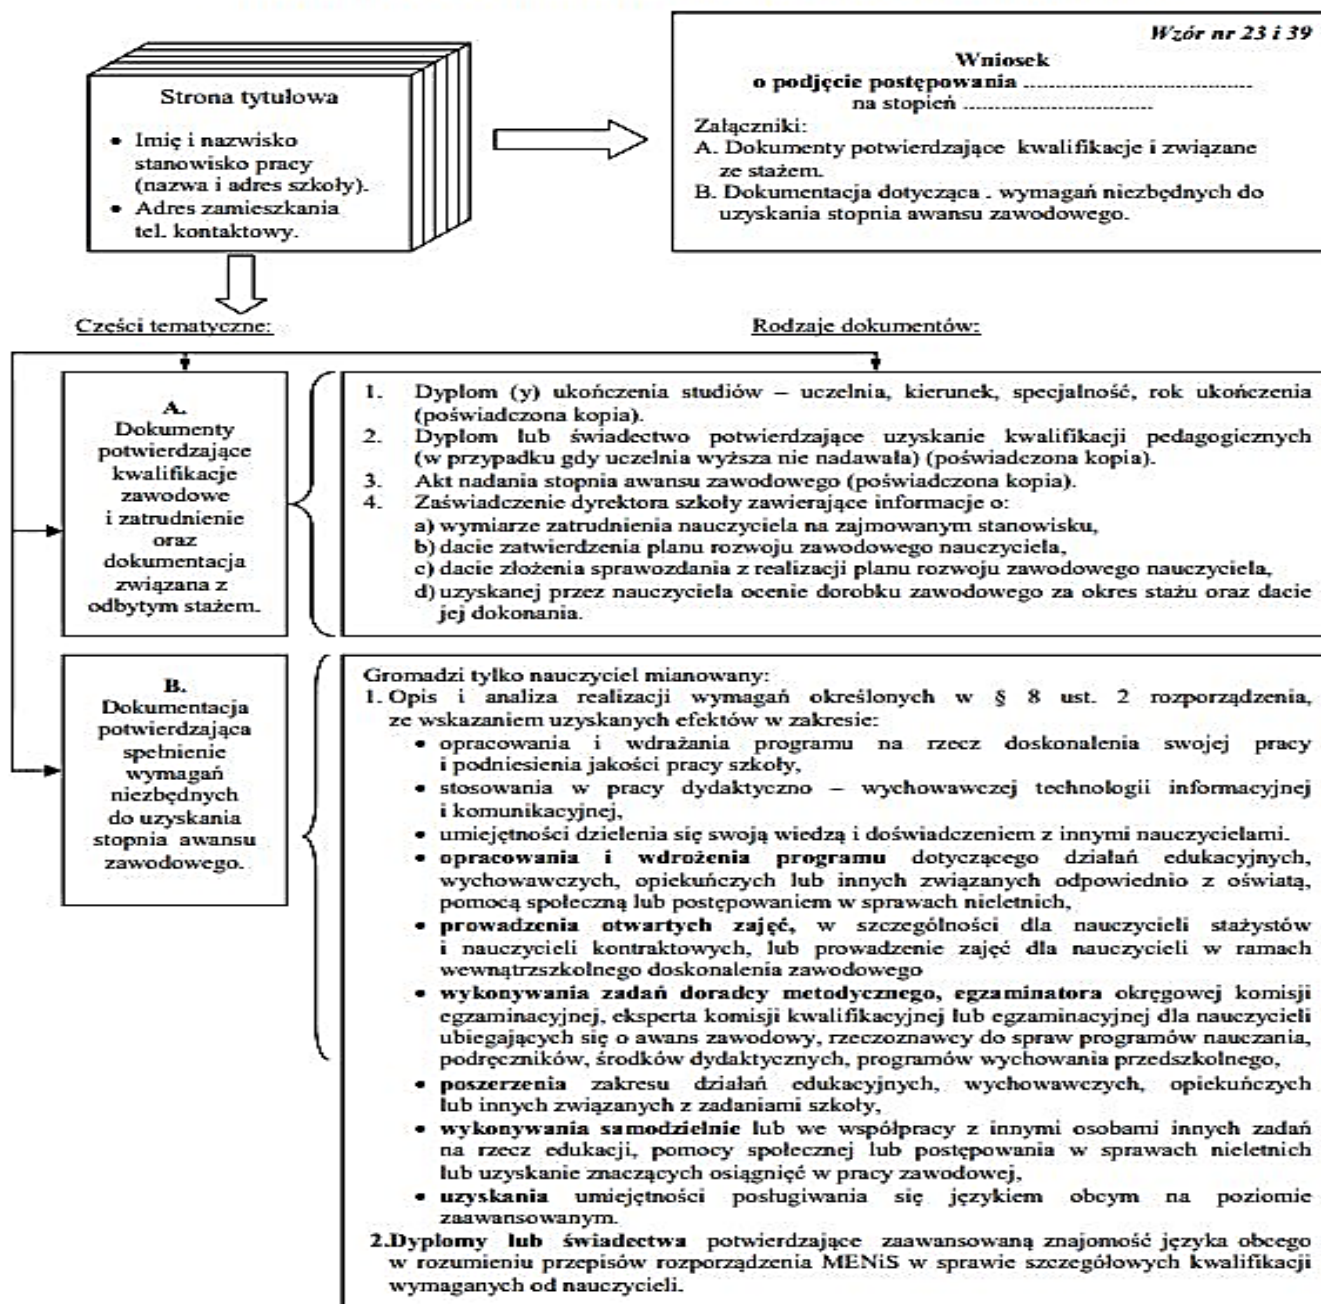 Strona tytułowa
• Imię i nazwisko
stanowisko pracy
(nazwa i adres szkoły).
• Adres zamieszkania
tel. kontaktowy.
Wzór nr 23 i 39
Wniosek
o podjęcie postępowania ..........................................
na stopień ...................................
Załączniki:
A. Dokumenty potwierdzające kwalifikacje i związane
ze stażem.
B. Dokumentacja dotycząca . wymagań niezbędnych do
uzyskania stopnia awansu zawodowego.
Części tematyczne:
Rodzaje dokumentów:
A.
Dokumenty
potwierdzające
kwalifikacje
zawodowe
i zatrudnienie
oraz
dokumentacja
związana z
odbytym stażem.
1. Dyplom (y) ukończenia studiów – uczelnia, kierunek, specjalność, rok ukończenia
(poświadczona kopia).
2. Dyplom lub świadectwo potwierdzające uzyskanie kwalifikacji pedagogicznych
(w przypadku gdy uczelnia wyższa nie nadawała) (poświadczona kopia).
3. Akt nadania stopnia awansu zawodowego (poświadczona kopia).
4. Zaświadczenie dyrektora szkoły zawierające informacje o:
a) wymiarze zatrudnienia nauczyciela na zajmowanym stanowisku,
b) dacie zatwierdzenia planu rozwoju zawodowego nauczyciela,
c) dacie złożenia sprawozdania z realizacji planu rozwoju zawodowego nauczyciela,
d) uzyskanej przez nauczyciela ocenie dorobku zawodowego za okres stażu oraz dacie
jej dokonania.
B.
Dokumentacja
potwierdzająca
spełnienie
wymagań
niezbędnych
do uzyskania
stopnia awansu
zawodowego.
Gromadzi tylko nauczyciel mianowany:
1. Opis i analiza realizacji wymagań określonych w § 8 ust. 2 rozporządzenia,
ze wskazaniem uzyskanych efektów w zakresie:
• opracowania i wdrażania programu na rzecz doskonalenia swojej pracy
i podniesienia jakości pracy szkoły,
• stosowania w pracy dydaktyczno – wychowawczej technologii informacyjnej
i komunikacyjnej,
• umiejętności dzielenia się swoją wiedzą i doświadczeniem z innymi nauczycielami.
• opracowania i wdrożenia programu dotyczącego działań edukacyjnych,
wychowawczych, opiekuńczych lub innych związanych odpowiednio z oświatą,
pomocą społeczną lub postępowaniem w sprawach nieletnich,
• prowadzenia otwartych zajęć, w szczególności dla nauczycieli stażystów
i nauczycieli kontraktowych, lub prowadzenie zajęć dla nauczycieli w ramach
wewnątrzszkolnego doskonalenia zawodowego
• wykonywania zadań doradcy metodycznego, egzaminatora okręgowej komisji
egzaminacyjnej, eksperta komisji kwalifikacyjnej lub egzaminacyjnej dla nauczycieli
ubiegających się o awans zawodowy, rzeczoznawcy do spraw programów nauczania,
podręczników, środków dydaktycznych, programów wychowania przedszkolnego,
• poszerzenia zakresu działań edukacyjnych, wychowawczych, opiekuńczych
lub innych związanych z zadaniami szkoły,
• wykonywania samodzielnie lub we współpracy z innymi osobami innych zadań
na rzecz edukacji, pomocy społecznej lub postępowania w sprawach nieletnich
lub uzyskanie znaczących osiągnięć w pracy zawodowej,
• uzyskania umiejętności posługiwania się językiem obcym na poziomie
zaawansowanym.
2.Dyplomy lub świadectwa potwierdzające zaawansowaną znajomość języka obcego
w rozumieniu przepisów rozporządzenia MENiS w sprawie szczegółowych kwalifikacji
wymaganych od nauczycieli.